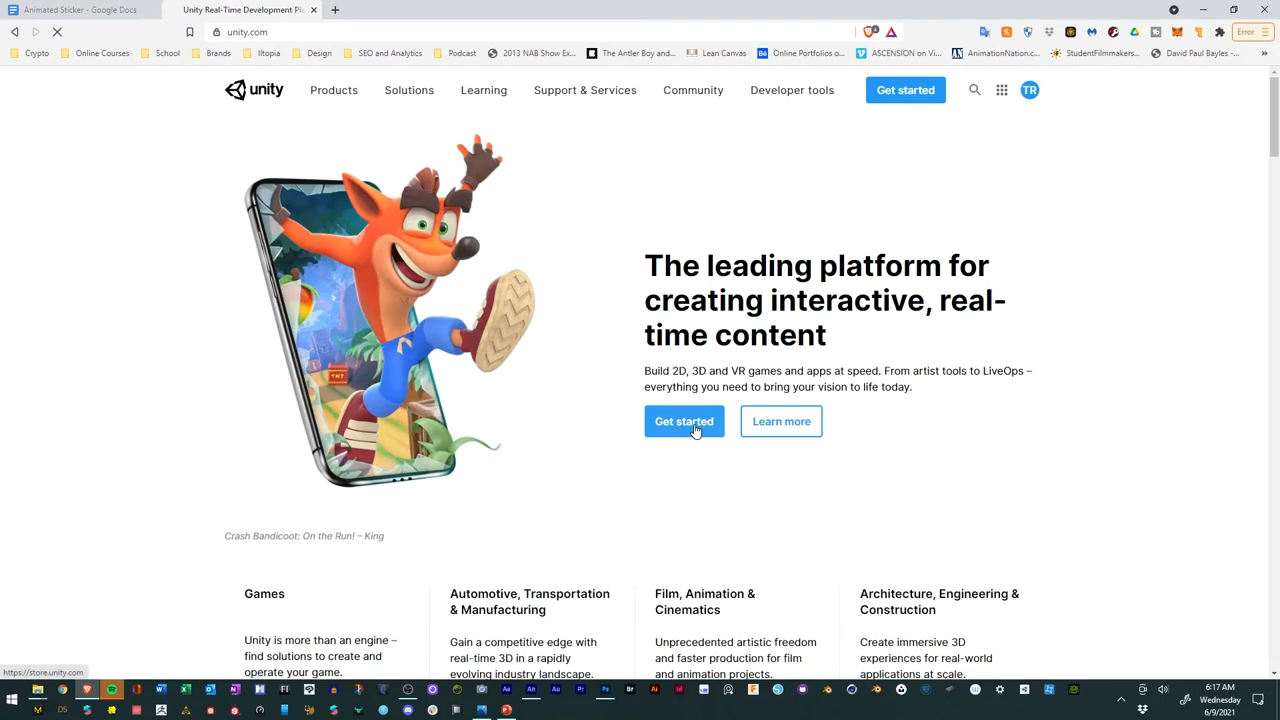 Animated Sticker - Google Docs
Unity Real-Time Development Pla
unity.com
Error
Crypto
Online Courses
School
Brands
Iltopia
Design
SEO and Analytics
Podcast
2013 NAB Show Exp...
The Antler Boy and...
Lean Canvas
Online Portfolios o...
ASCENSION on Vi...
AnimationNation.c...
StudentFilmmakers...
David Paul Bayles -...
unity
Products
Solutions
Learning
Support & Services
Community
Developer tools
Get started
TR
TNT
The leading platform for
creating interactive, real-
time content
Build 2D, 3D and VR games and apps at speed. From artist tools to LiveOps –
everything you need to bring your vision to life today.
Get started
Learn more
Crash Bandicoot: On the Run! – King
Games
Unity is more than an engine –
find solutions to create and
operate your game.
Automotive, Transportation
& Manufacturing
Gain a competitive edge with
real-time 3D in a rapidly
evolving industry landscape.
Film, Animation &
Cinematics
Unprecedented artistic freedom
and faster production for film
and animation projects.
Architecture, Engineering &
Construction
Create immersive 3D
experiences for real-world
applications at scale.
https://store.unity.com
6:17 AM
Wednesday
6/9/2021